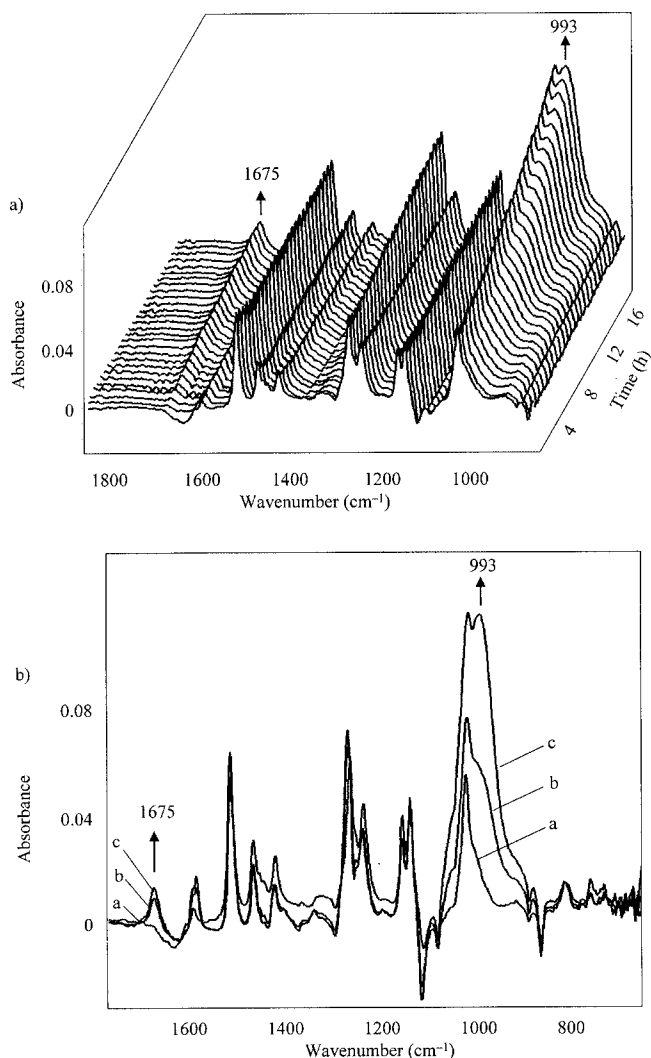 993
1675
a)
0.08
0.04
0
Absorbance
16
12
8
4
Time (h)
1800 1600 1400 1200 1000
Wavenumber (cm⁻¹)
993
b)
0.08
c
b
1675
a
0.04
c
b
a
0
Absorbance
1600 1400 1200 1000 800
Wavenumber (cm⁻¹)